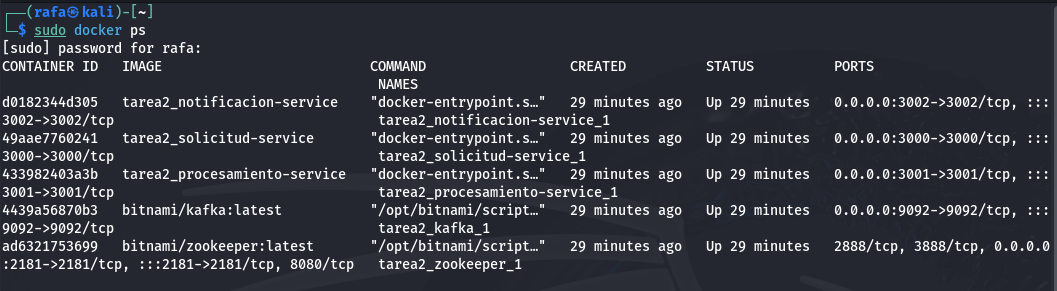 ┌──(rafa㉿kali)-[~]
└─$ sudo docker ps
[sudo] password for rafa:
CONTAINER ID   IMAGE                          COMMAND                  CREATED          STATUS          PORTS
                                               NAMES
d0182344d305   tarea2_notificacion-service    "docker-entrypoint.s…"   29 minutes ago   Up 29 minutes   0.0.0.0:3002->3002/tcp, :::
3002->3002/tcp                                 tarea2_notificacion-service_1
49aae7760241   tarea2_solicitud-service       "docker-entrypoint.s…"   29 minutes ago   Up 29 minutes   0.0.0.0:3000->3000/tcp, :::
3000->3000/tcp                                 tarea2_solicitud-service_1
433982403a3b   tarea2_procesamiento-service   "docker-entrypoint.s…"   29 minutes ago   Up 29 minutes   0.0.0.0:3001->3001/tcp, :::
3001->3001/tcp                                 tarea2_procesamiento-service_1
4439a56870b3   bitnami/kafka:latest           "/opt/bitnami/script…"   29 minutes ago   Up 29 minutes   0.0.0.0:9092->9092/tcp, :::
9092->9092/tcp                                 tarea2_kafka_1
ad6321753699   bitnami/zookeeper:latest       "/opt/bitnami/script…"   29 minutes ago   Up 29 minutes   2888/tcp, 3888/tcp, 0.0.0.0
:2181->2181/tcp, :::2181->2181/tcp, 8080/tcp   tarea2_zookeeper_1